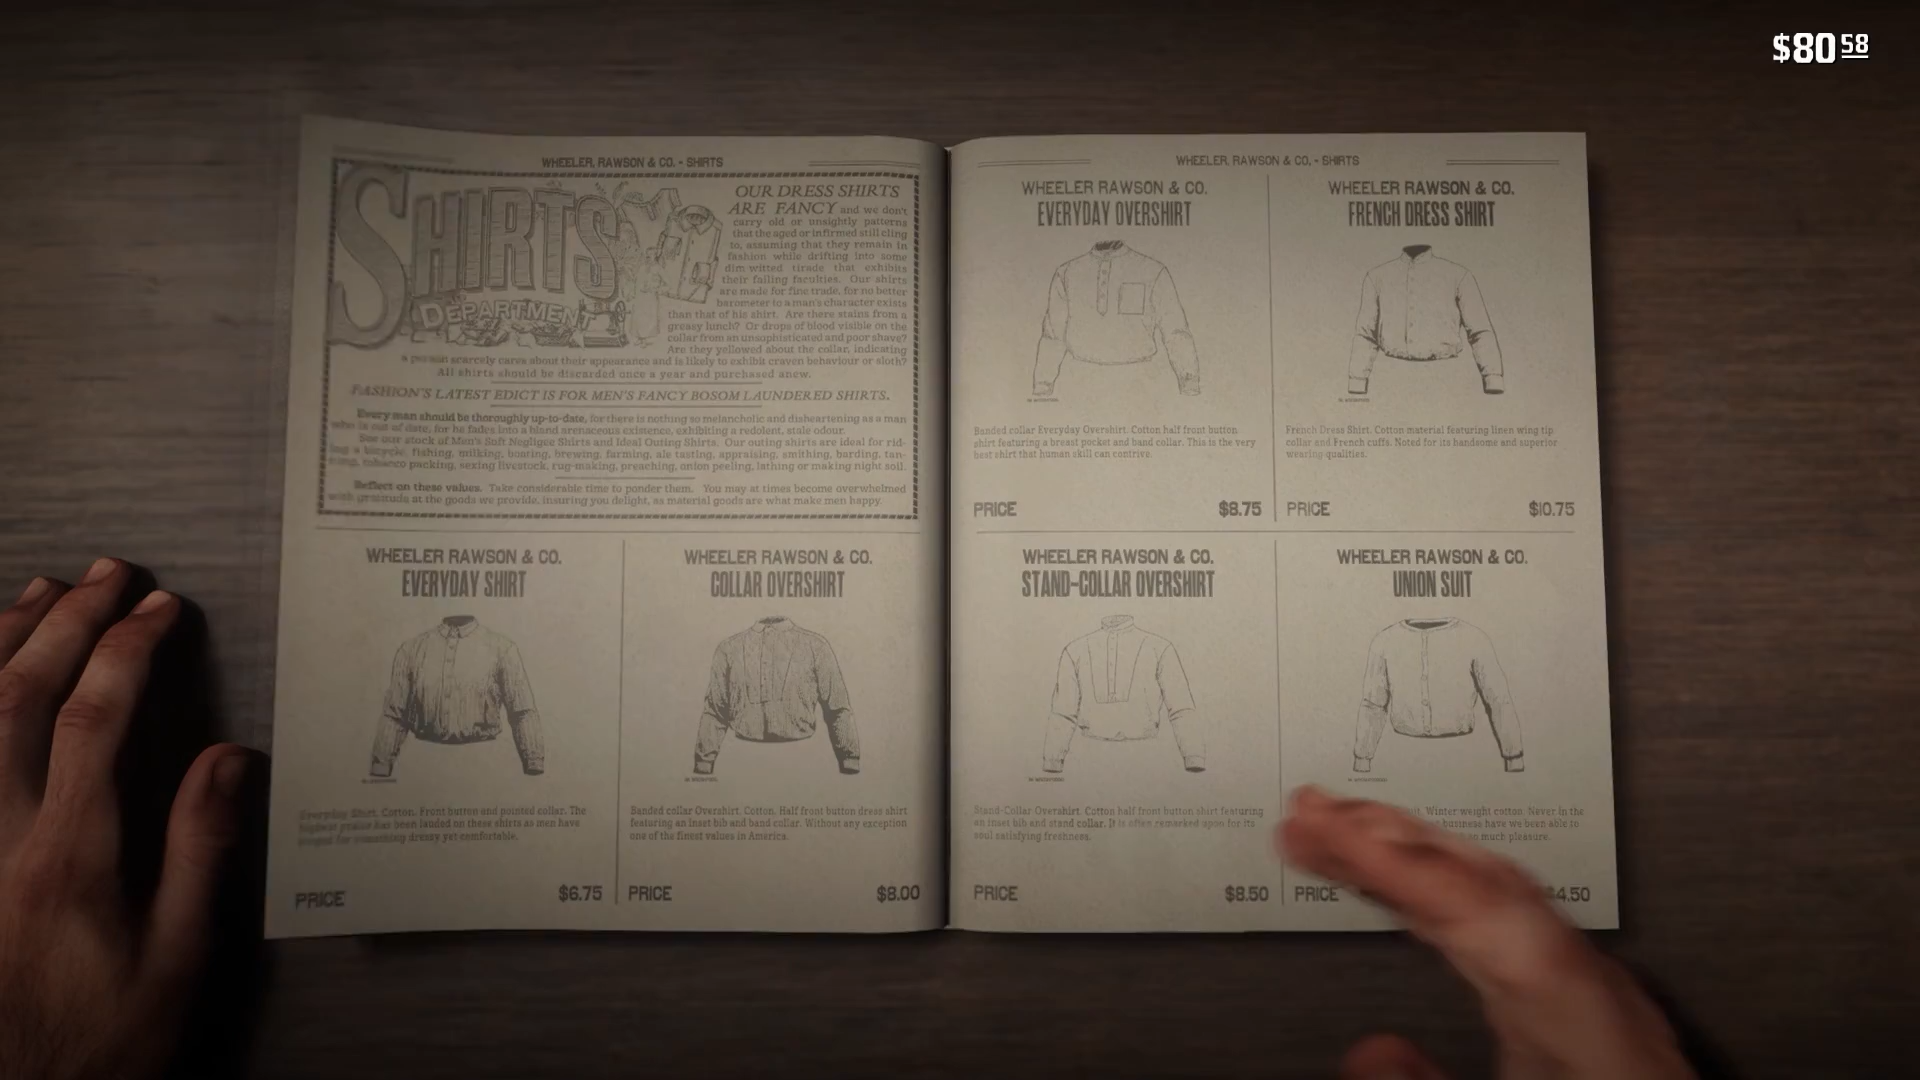 $80 58
WHEELER, RAWSON & CO. - SHIRTS
SHIRTS
DEPARTMENT
OUR DRESS SHIRTS
ARE FANCY and we don't
carry old or unsightly patterns
that the aged or infirmed still cling
to, assuming that they remain in
fashion while drifting into some
dim witted tirade that exhibits
their failing faculties. Our shirts
are made for fine trade, for no better
barometer to a man's character exists
than that of his shirt. Are there stains from a
greasy lunch? Or drops of blood visible on the
collar from an unsophisticated and poor shave?
Are they yellowed about the collar, indicating
a person scarcely cares about their appearance and is likely to exhibit craven behaviour or sloth?
All shirts should be discarded once a year and purchased anew.
FASHION'S LATEST EDICT IS FOR MEN'S FANCY BOSOM LAUNDERED SHIRTS.
Every man should be thoroughly up-to-date, for there is nothing so melancholic and disheartening as a man
who is out of date, for he fades into a bland arenaceous existence, exhibiting a redolent, stale odour.
See our stock of Men's Soft Negligee Shirts and Ideal Outing Shirts. Our outing shirts are ideal for rid-
ing a bicycle, fishing, milking, boating, brewing, farming, ale tasting, appraising, smithing, barding, tan-
ning, tobacco packing, sexing livestock, rug-making, preaching, onion peeling, lathing or making night soil.
Reflect on these values. Take considerable time to ponder them. You may at times become overwhelmed
with gratitude at the goods we provide, insuring you delight, as material goods are what make men happy.
WHEELER RAWSON & CO.
EVERYDAY SHIRT
Everyday Shirt. Cotton. Front button and pointed collar. The
highest praise has been lauded on these shirts as men have
longed for something dressy yet comfortable.
PRICE $6.75
WHEELER RAWSON & CO.
COLLAR OVERSHIRT
Banded collar Overshirt. Cotton. Half front button dress shirt
featuring an inset bib and band collar. Without any exception
one of the finest values in America.
PRICE $8.00
WHEELER, RAWSON & CO. - SHIRTS
WHEELER RAWSON & CO.
EVERYDAY OVERSHIRT
Banded collar Everyday Overshirt. Cotton half front button,
shirt featuring a breast pocket and band collar. This is the very
best shirt that human skill can contrive.
PRICE $8.75
WHEELER RAWSON & CO.
FRENCH DRESS SHIRT
French Dress Shirt. Cotton material featuring linen wing tip
collar and French cuffs. Noted for its handsome and superior
wearing qualities.
PRICE $10.75
WHEELER RAWSON & CO.
STAND-COLLAR OVERSHIRT
Stand-Collar Overshirt. Cotton half front button shirt featuring
an inset bib and stand collar. It is often remarked upon for its
soul satisfying freshness.
PRICE $8.50
WHEELER RAWSON & CO.
UNION SUIT
Winter weight cotton. Never in the
business have we been able to
so much pleasure.
PRICE $4.50